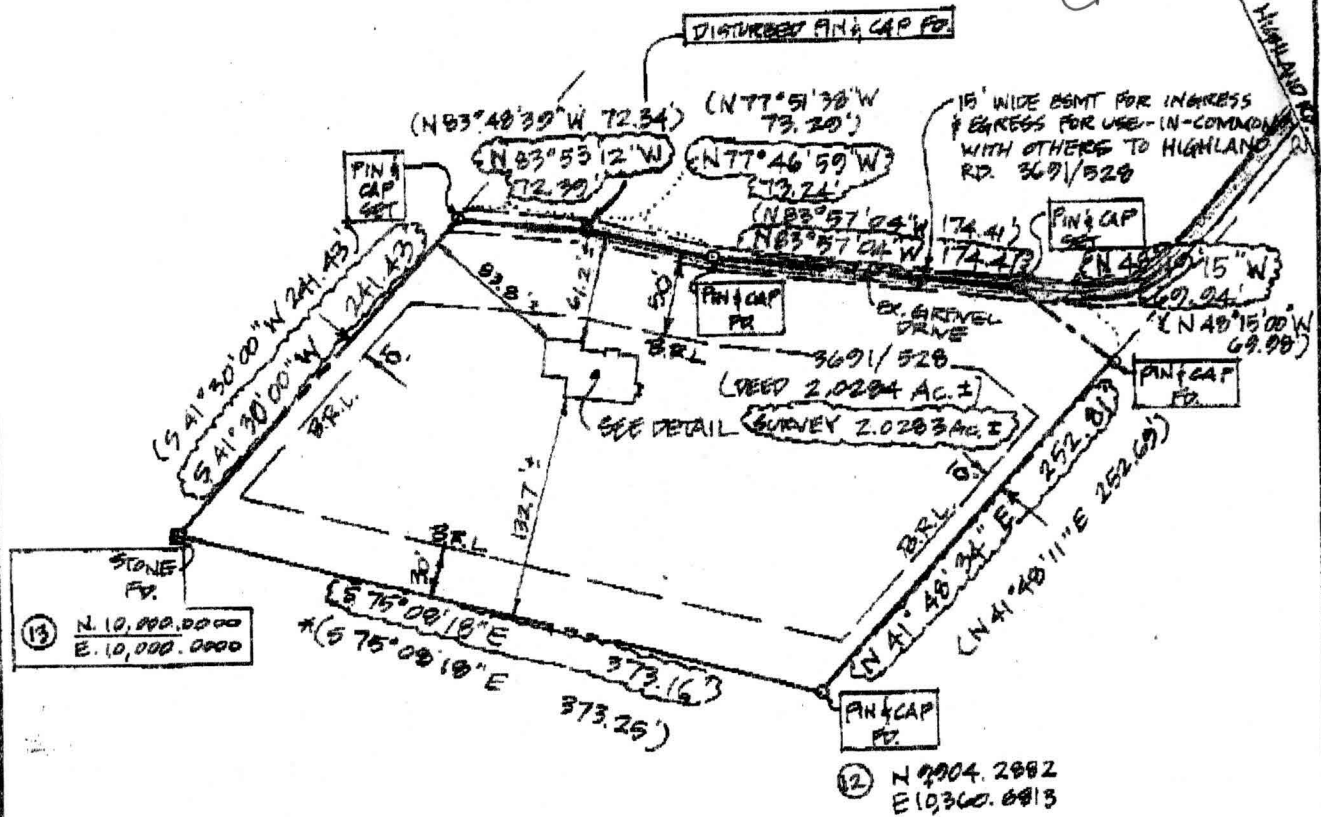 HIGHLAND RD.
DISTURBED PIN & CAP FD.
(N 83°48'39" W 72.34')
N 83°53'12" W
72.39'
(N 77°51'38" W
73.29')
N 77°46'59" W
73.24'
15' WIDE ESMT FOR INGRESS
& EGRESS FOR USE-IN-COMMON
WITH OTHERS TO HIGHLAND
RD. 3691/528
PIN &
CAP
SET
(N 83°57'04" W 174.41')
N 83°57'04" W 174.47'
PIN & CAP
SET
15" W
69.94'
(N 48°15'00" W
69.98')
PIN & CAP
FD.
(S 41°30'00" W 241.43')
S 41°30'00" W 241.43'
83.8'±
61.2'±
50'
PIN & CAP
FD.
EX. GRAVEL
DRIVE
B.R.L.
3691/528
(DEED 2.0284 AC.±)
SURVEY 2.0283 AC.±
SEE DETAIL
B.R.L.
132.7'±
B.R.L.
30'
B.R.L.
N 41°48'34" E 252.81'
(N 41°48'11" E 252.69')
STONE
FD.
13 N. 10,000.0000
E. 10,000.0000
S 75°08'18" E 373.16'
*(S 75°08'18" E 373.25')
PIN & CAP
FD.
12 N 9904.2882
E 10,360.6813